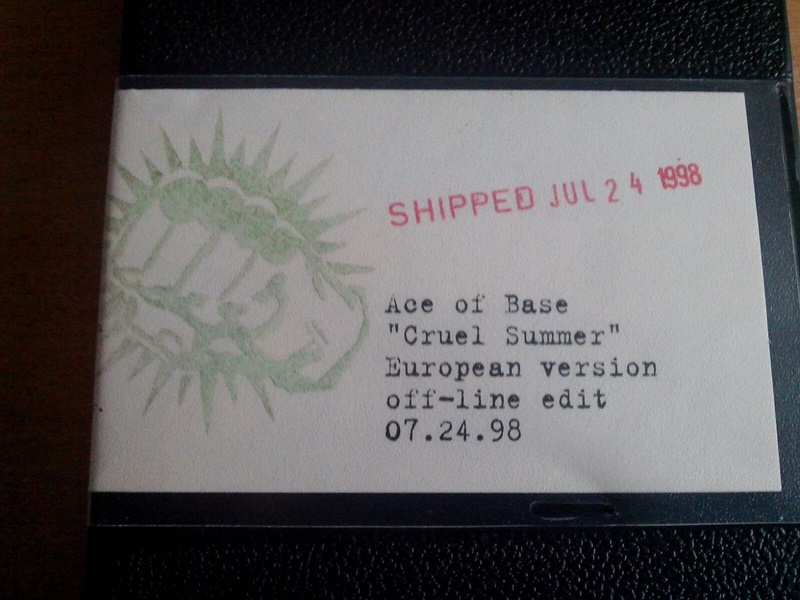 SHIPPED JUL 24 1998
Ace of Base
"Cruel Summer"
European version
off-line edit
07.24.98